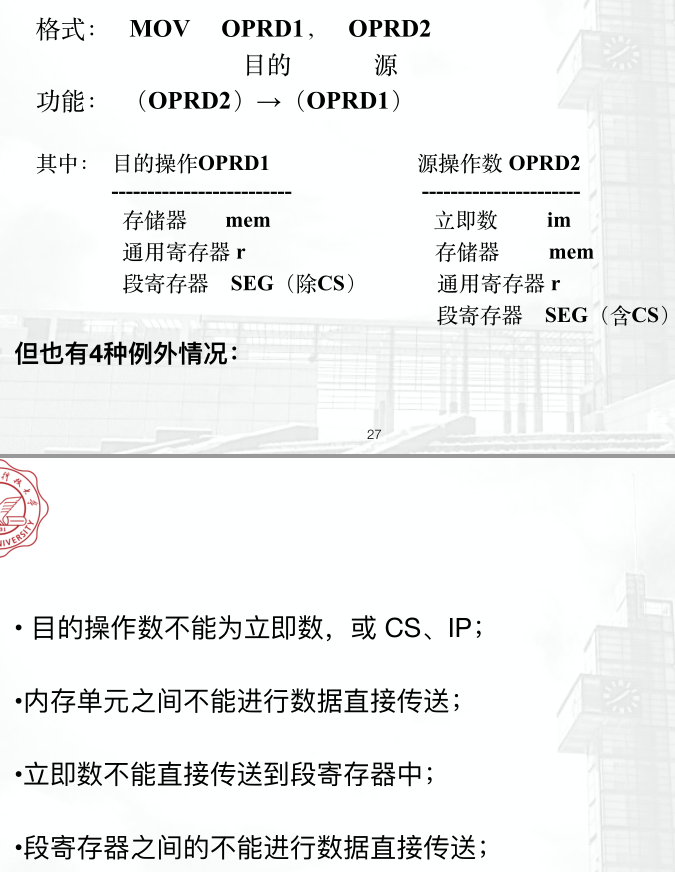 格式： MOV OPRD1， OPRD2
目的 源
功能： （OPRD2）→（OPRD1）
其中： 目的操作OPRD1 源操作数 OPRD2
------------------------- ----------------------
存储器 mem 立即数 im
通用寄存器 r 存储器 mem
段寄存器 SEG（除CS） 通用寄存器 r
段寄存器 SEG（含CS）
但也有4种例外情况：
27
• 目的操作数不能为立即数，或 CS、IP；
•内存单元之间不能进行数据直接传送；
•立即数不能直接传送到段寄存器中；
•段寄存器之间的不能进行数据直接传送；